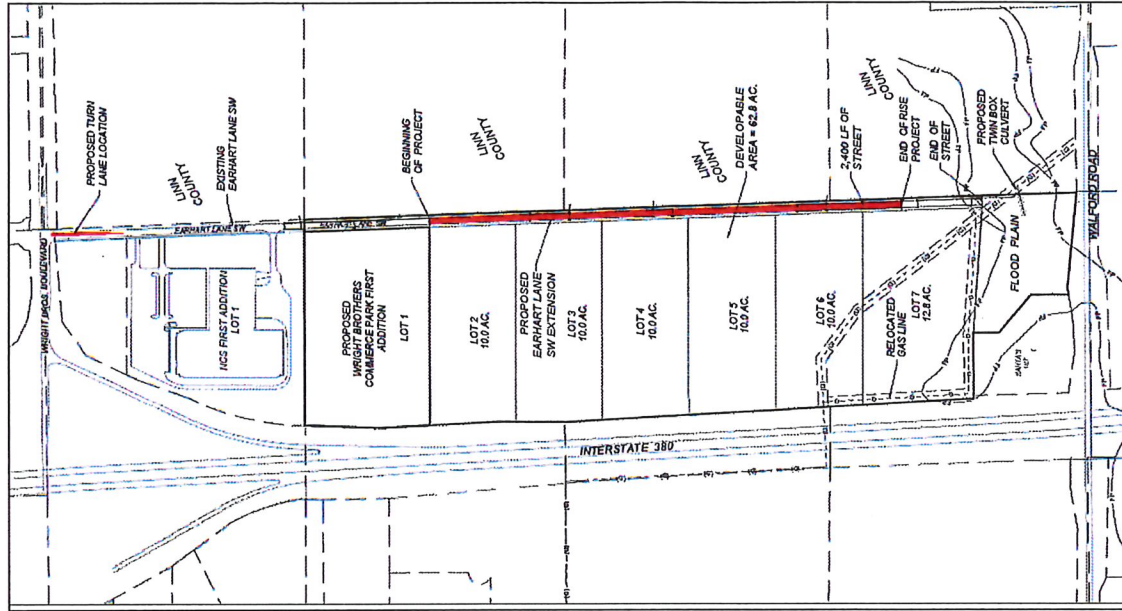 PROPOSED TURN
LANE LOCATION
LINN
COUNTY
EXISTING
EARHART LANE SW
BEGINNING
OF PROJECT
LINN
COUNTY
LINN
COUNTY
DEVELOPABLE
AREA = 62.8 AC.
2,400 LF OF
STREET
LINN
COUNTY
END OF RISE
PROJECT
END OF
STREET
PROPOSED
TWIN BOX
CULVERT
WRIGHT BROS. BOULEVARD
EARHART LANE SW
EARHART LANE SW
WALFORD ROAD
NCS FIRST ADDITION
LOT 1
PROPOSED
WRIGHT BROTHERS
COMMERCE PARK FIRST
ADDITION
LOT 1
LOT 2
10.0 AC.
PROPOSED
EARHART LANE
SW EXTENSION
LOT 3
10.0 AC.
LOT 4
10.0 AC.
LOT 5
10.0 AC.
LOT 6
10.0 AC.
RELOCATED
GAS LINE
LOT 7
12.8 AC.
FLOOD PLAIN
INTERSTATE 380